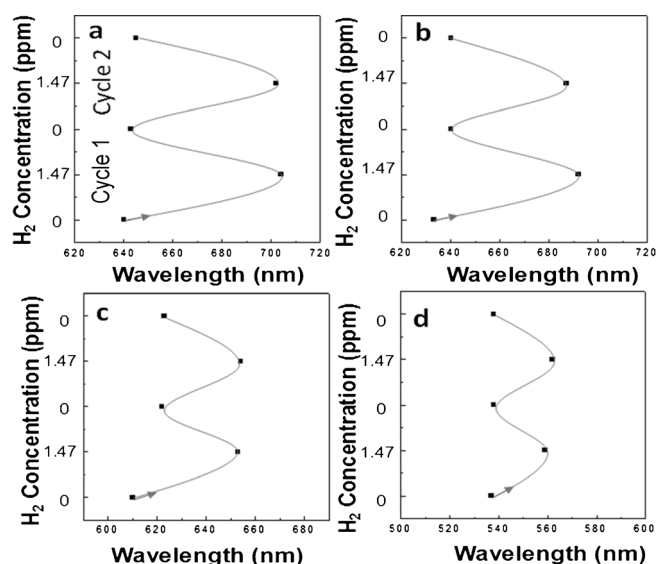 a
H2 Concentration (ppm)
0
1.47
0
1.47
0
Cycle 2
Cycle 1
620 640 660 680 700 720
Wavelength (nm)
b
H2 Concentration (ppm)
0
1.47
0
1.47
0
620 640 660 680 700 720
Wavelength (nm)
c
H2 Concentration (ppm)
0
1.47
0
1.47
0
600 620 640 660 680
Wavelength (nm)
d
H2 Concentration (ppm)
0
1.47
0
1.47
0
500 520 540 560 580 600
Wavelength (nm)